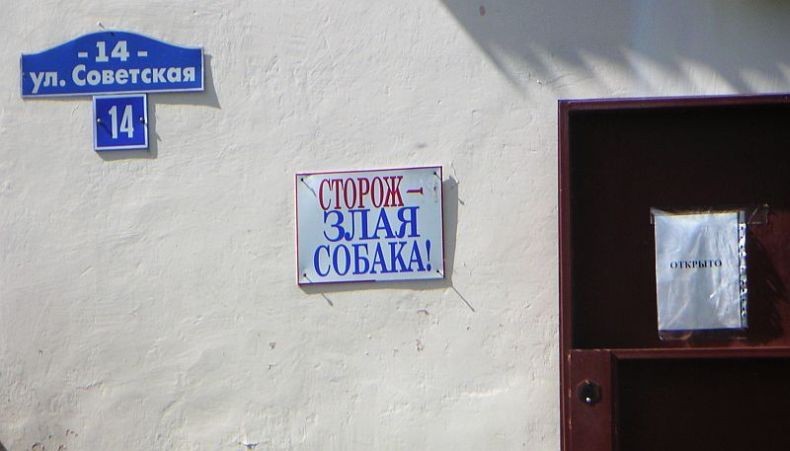 - 14 -
ул. Советская
14
СТОРОЖ –
ЗЛАЯ
СОБАКА!
ОТКРЫТО